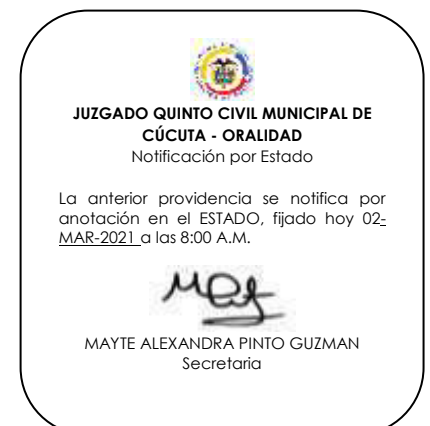 JUZGADO QUINTO CIVIL MUNICIPAL DE
CÚCUTA - ORALIDAD
Notificación por Estado
La anterior providencia se notifica por
anotación en el ESTADO, fijado hoy 02-
MAR-2021 a las 8:00 A.M.
MAYTE ALEXANDRA PINTO GUZMAN
Secretaria